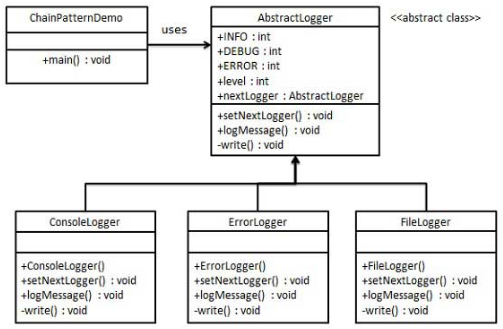 ChainPatternDemo
+main() : void
uses
AbstractLogger
<<abstract class>>
+INFO : int
+DEBUG : int
+ERROR : int
+level : int
+nextLogger : AbstractLogger
+setNextLogger() : void
+logMessage() : void
-write() : void
ConsoleLogger
+ConsoleLogger()
+setNextLogger() : void
+logMessage() : void
-write() : void
ErrorLogger
+ErrorLogger()
+setNextLogger() : void
+logMessage() : void
-write() : void
FileLogger
+FileLogger()
+setNextLogger() : void
+logMessage() : void
-write() : void